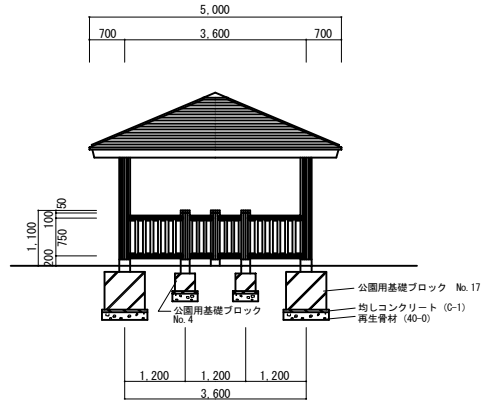 5,000
700 3,600 700
50
100
1,100
750
200
公園用基礎ブロック No.17
公園用基礎ブロック
No.4
均しコンクリート (C-1)
再生骨材 (40-0)
1,200 1,200 1,200
3,600